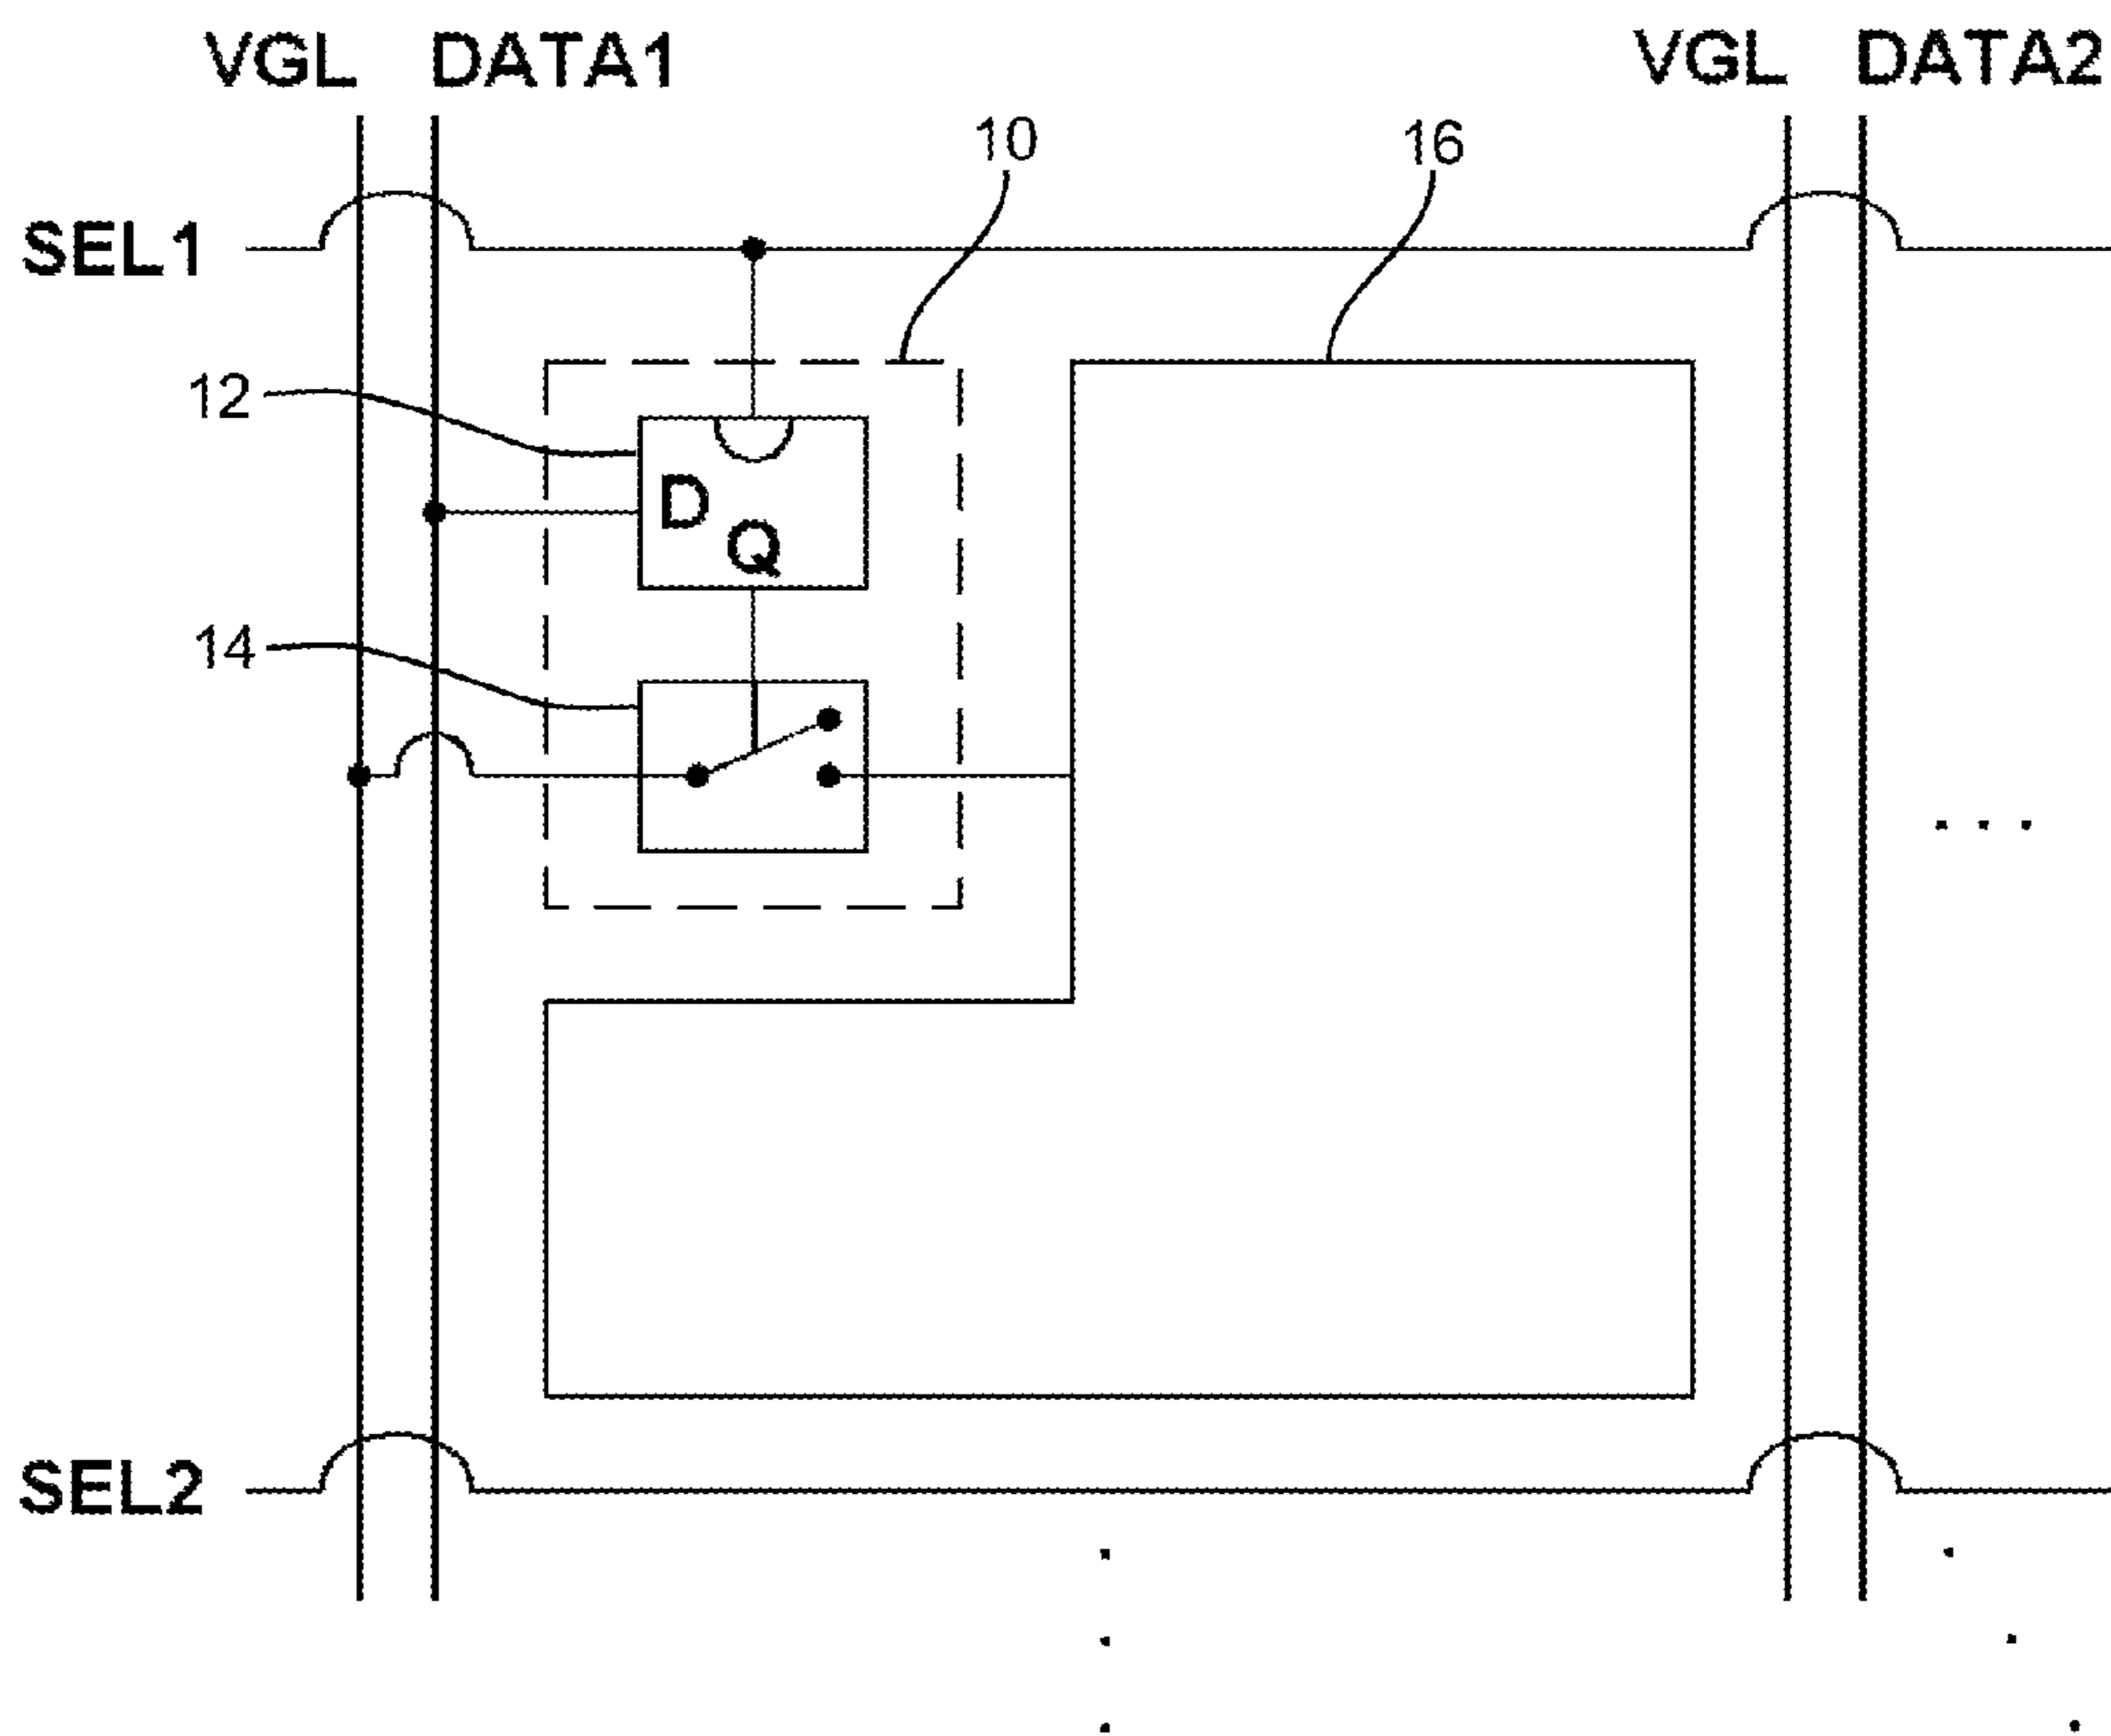 VGL DATA1 VGL DATA2
10 16
SEL1
12
D
Q
14
SEL2